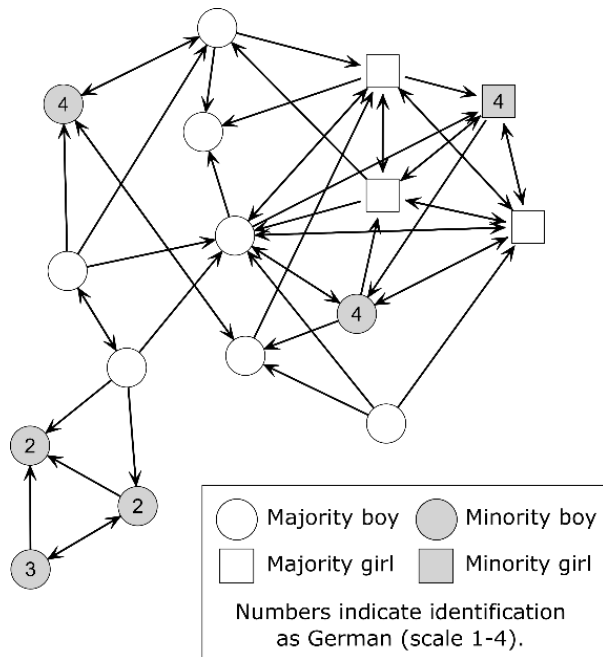 4
4
4
2
2
3
Majority boy
Minority boy
Majority girl
Minority girl
Numbers indicate identification
as German (scale 1-4).